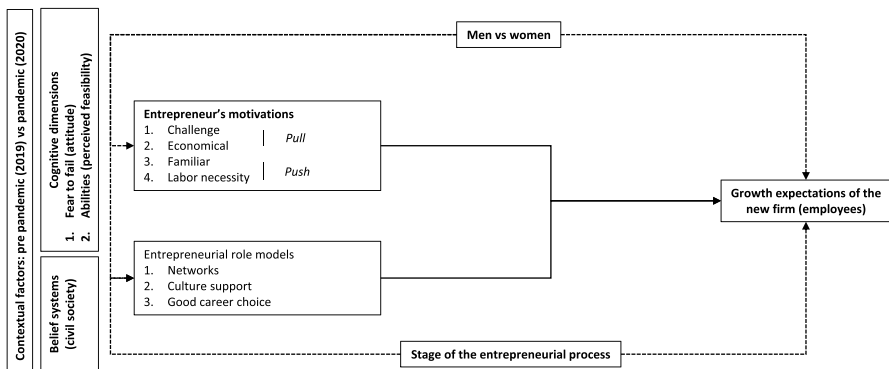 Contextual factors: pre pandemic (2019) vs pandemic (2020)
Cognitive dimensions
1. Fear to fail (attitude)
2. Abilities (perceived feasibility)
Belief systems
(civil society)
Men vs women
Entrepreneur's motivations
1. Challenge
2. Economical
Pull
3. Familiar
4. Labor necessity
Push
Entrepreneurial role models
1. Networks
2. Culture support
3. Good career choice
Growth expectations of the
new firm (employees)
Stage of the entrepreneurial process